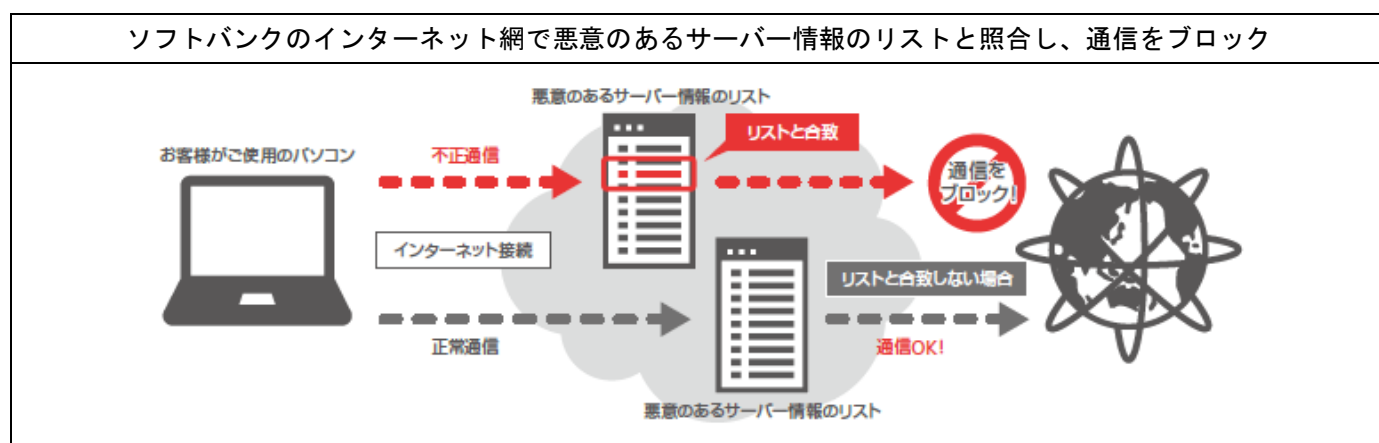 ソフトバンクのインターネット網で悪意のあるサーバー情報のリストと照合し、通信をブロック
悪意のあるサーバー情報のリスト
リストと合致
お客様がご使用のパソコン
不正通信
通信を
ブロック!
インターネット接続
リストと合致しない場合
正常通信
通信OK!
悪意のあるサーバー情報のリスト